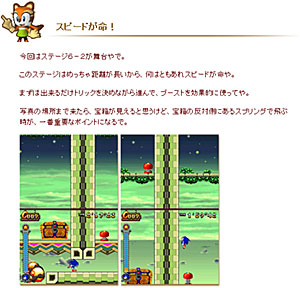 スピードが命！
今回はステージ6－2が舞台やで。
このステージはめっちゃ距離が長いから、何はともあれスピードが命や。
まずは出来るだけトリックを決めながら進んで、ブーストを効果的に使ってや。
写真の場所まで来たら、宝箱が見えると思うけど、宝箱の反対側にあるスプリングで飛ぶ
時が、一番重要なポイントになるで。